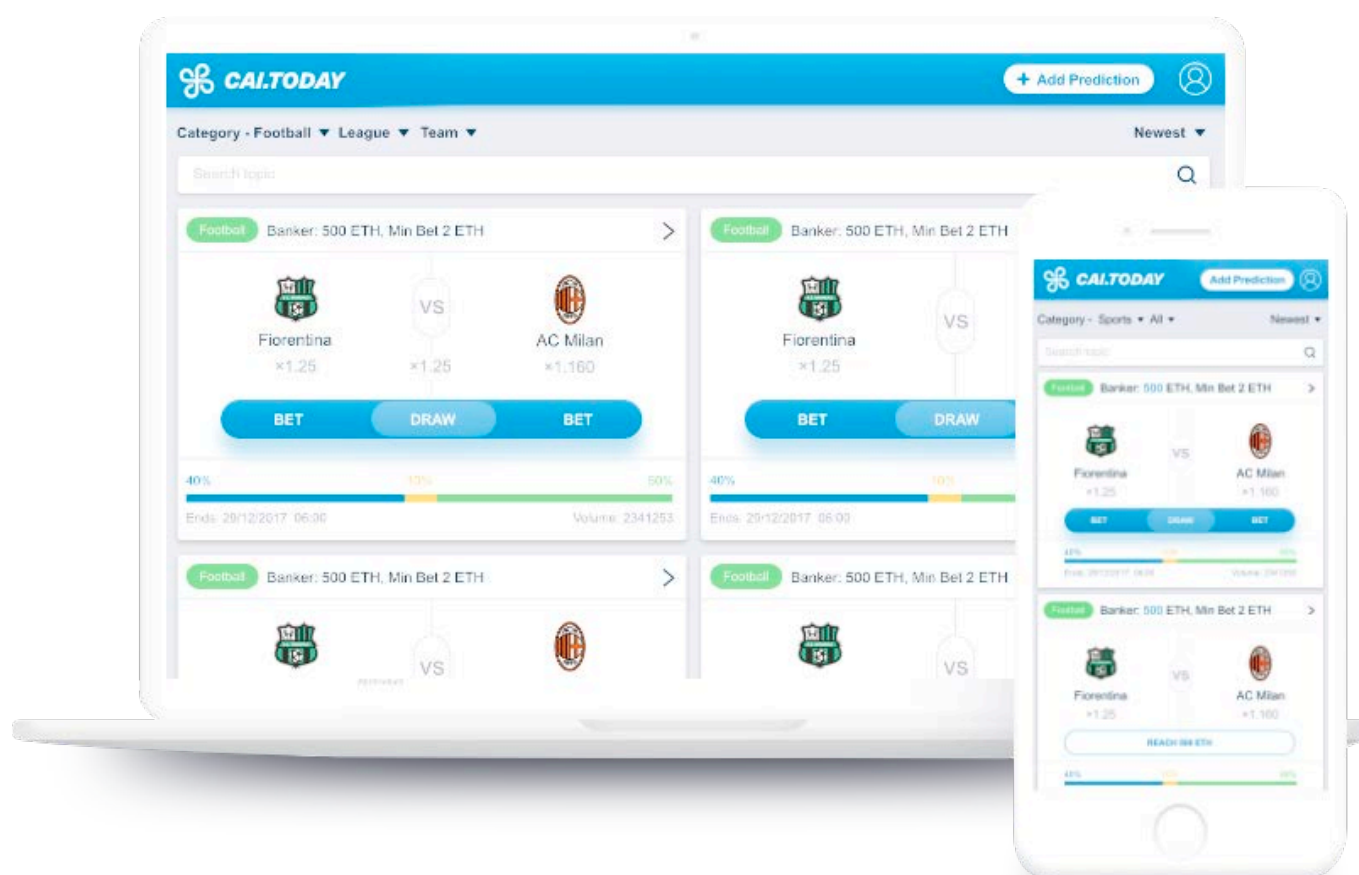 CAI.TODAY
+ Add Prediction
Category - Football ▼ League ▼ Team ▼
Newest ▼
Search topic
Football Banker: 500 ETH, Min Bet 2 ETH >
Fiorentina VS AC Milan
×1.25 ×1.25 ×1.160
BET DRAW BET
40% 10% 50%
Ends: 29/12/2017 06:00 Volume: 2341253
Football Banker: 500 ETH, Min Bet 2 ETH
Fiorentina VS
×1.25
BET DRAW
40% 10%
Ends: 29/12/2017 06:00
Football Banker: 500 ETH, Min Bet 2 ETH >
VS
Football Banker: 500 ETH, Min Bet 2 ETH
VS
CAI.TODAY
Add Prediction
Category - Sports ▼ All ▼
Newest ▼
Search topic
Football Banker: 500 ETH, Min Bet 2 ETH >
VS
Fiorentina AC Milan
×1.25 ×1.160
BET DRAW BET
40%
Football Banker: 500 ETH, Min Bet 2 ETH >
VS
Fiorentina AC Milan
×1.25 ×1.160
40%